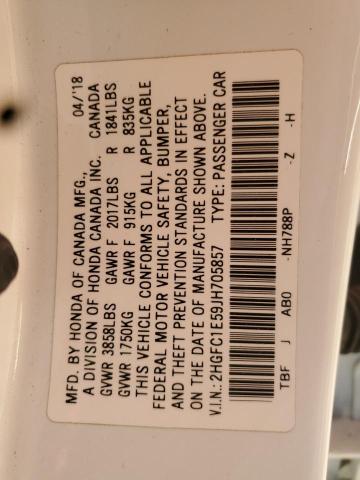 MFD. BY HONDA OF CANADA MFG., 04/'18
A DIVISION OF HONDA CANADA INC. CANADA
GVWR 3858LBS GAWR F 2017LBS R 1841LBS
GVWR 1750KG GAWR F 915KG R 835KG
THIS VEHICLE CONFORMS TO ALL APPLICABLE
FEDERAL MOTOR VEHICLE SAFETY, BUMPER,
AND THEFT PREVENTION STANDARDS IN EFFECT
ON THE DATE OF MANUFACTURE SHOWN ABOVE.
V.I.N.: 2HGFC1E59JH705857 TYPE: PASSENGER CAR
TBF J AB0 -NH788P -Z -H